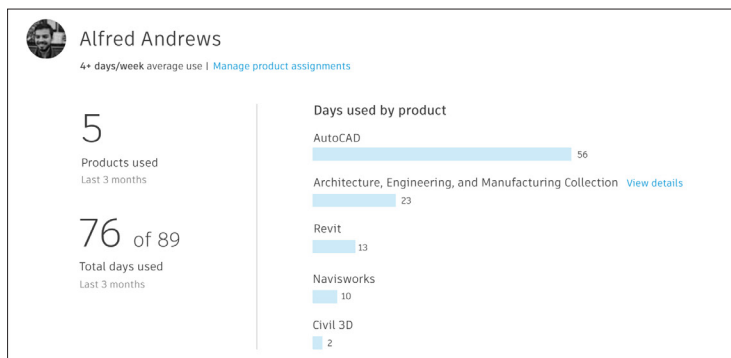 Alfred Andrews
4+ days/week average use | Manage product assignments
5
Products used
Last 3 months
76 of 89
Total days used
Last 3 months
Days used by product
AutoCAD
56
Architecture, Engineering, and Manufacturing Collection View details
23
Revit
13
Navisworks
10
Civil 3D
2